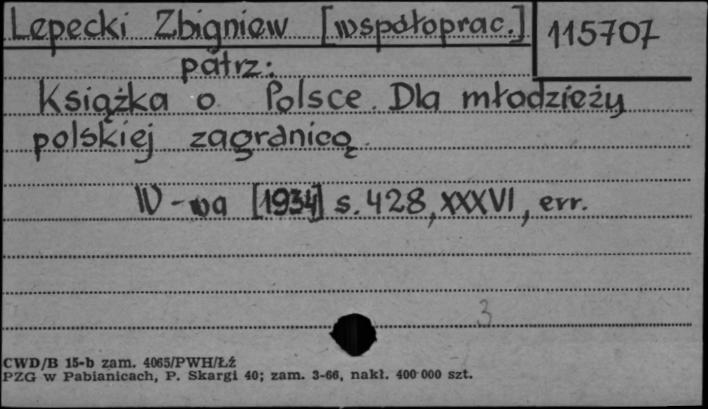 Lepecki Zbigniew [współoprac.] 115707
patrz:
Książka o Polsce. Dla młodzieży
polskiej zagranicą.
W-wa [1934] s. 428, XXXVI, err.
3
CWD/B 15-b zam. 4065/PWH/Łź
PZG w Pabianicach, P. Skargi 40; zam. 3-66, nakł. 400 000 szt.